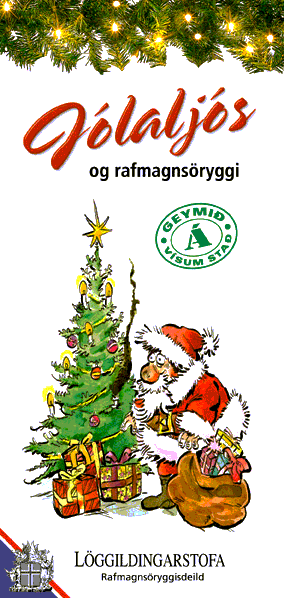 Jólaljós
og rafmagnsöryggi
GEYMIÐ
Á
VÍSUM STAÐ
LÖGGILDINGARSTOFA
Rafmagnsöryggisdeild